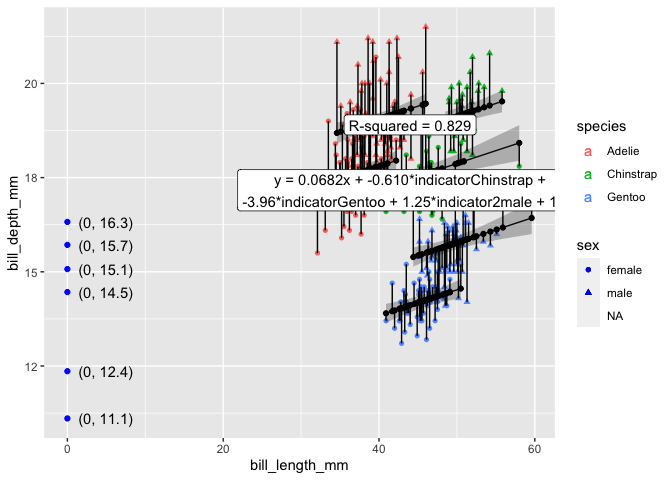 20
18
15
12
bill_depth_mm
0
20
40
60
bill_length_mm
R-squared = 0.829
y = 0.0682x + -0.610*indicatorChinstrap +
-3.96*indicatorGentoo + 1.25*indicator2male + 1
(0, 16.3)
(0, 15.7)
(0, 15.1)
(0, 14.5)
(0, 12.4)
(0, 11.1)
species
a Adelie
a Chinstrap
a Gentoo
sex
female
male
NA